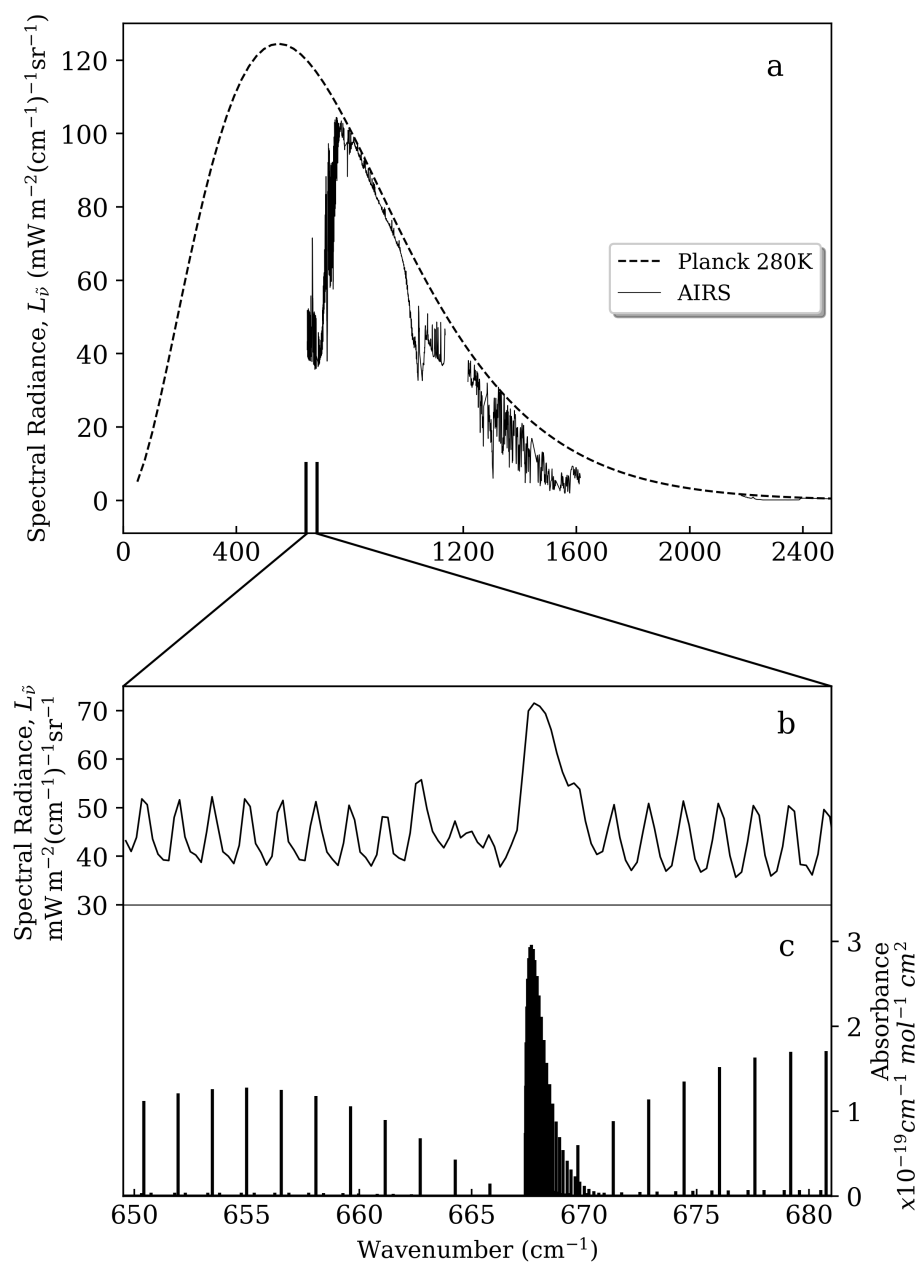 Spectral Radiance, L_ν̃ (mW m⁻²(cm⁻¹)⁻¹sr⁻¹)
120
100
80
60
40
20
0
a
Planck 280K
AIRS
0 400 1200 1600 2000 2400
Spectral Radiance, L_ν̃
mW m⁻²(cm⁻¹)⁻¹sr⁻¹
70
60
50
40
30
b
c
3
2
1
0
Absorbance
x10⁻¹⁹cm⁻¹ mol⁻¹ cm²
650 655 660 665 670 675 680
Wavenumber (cm⁻¹)